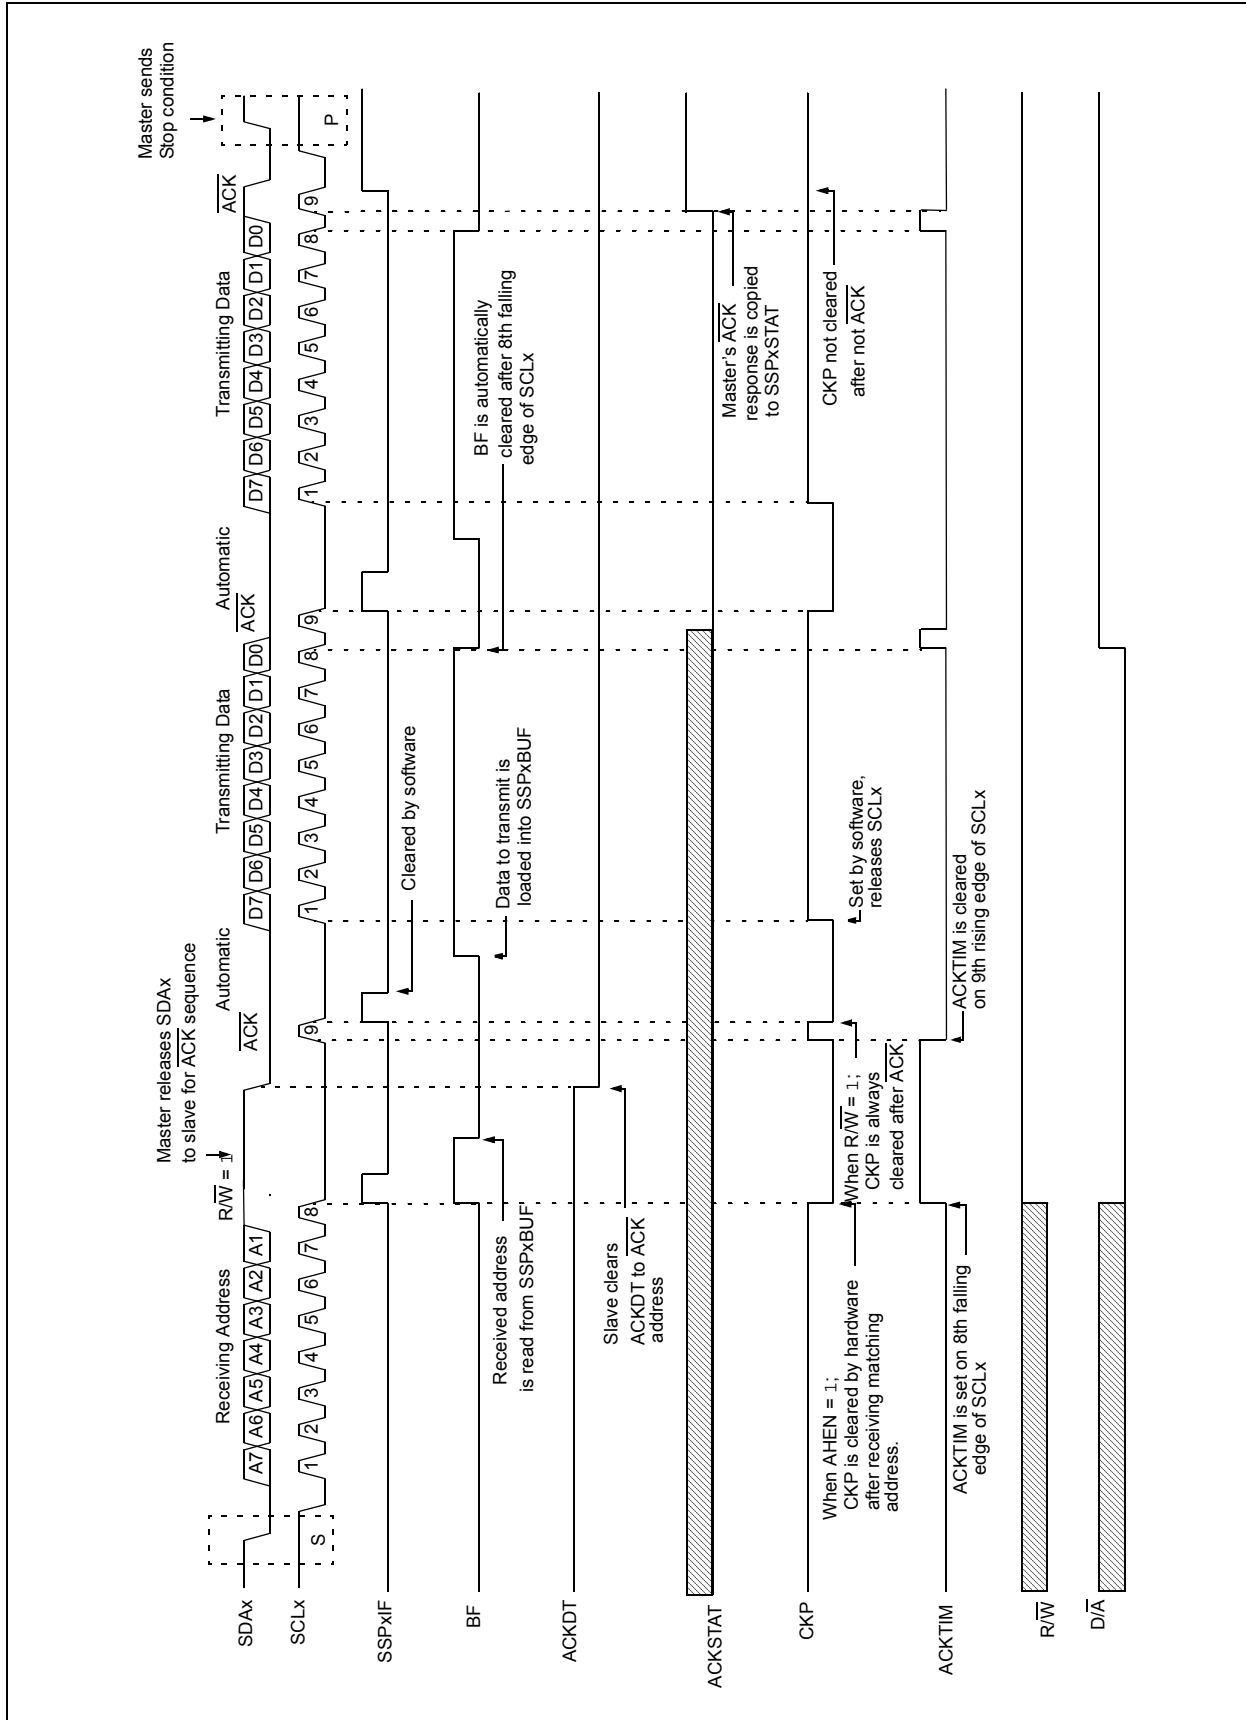 Master releases SDAx
to slave for ACK sequence
Master sends
Stop condition
Receiving Address
R/W = 1
ACK
Automatic
Transmitting Data
ACK
Automatic
Transmitting Data
ACK
SDAx
A7 A6 A5 A4 A3 A2 A1
D7 D6 D5 D4 D3 D2 D1 D0
D7 D6 D5 D4 D3 D2 D1 D0
SCLx
S
1 2 3 4 5 6 7 8 9
1 2 3 4 5 6 7 8 9
1 2 3 4 5 6 7 8 9
P
SSPxIF
Cleared by software
BF
Received address
is read from SSPxBUF
Data to transmit is
loaded into SSPxBUF
BF is automatically
cleared after 8th falling
edge of SCLx
ACKDT
Slave clears
ACKDT to ACK
address
ACKSTAT
Master's ACK
response is copied
to SSPxSTAT
CKP
When AHEN = 1;
CKP is cleared by hardware
after receiving matching
address.
When R/W = 1;
CKP is always
cleared after ACK
Set by software,
releases SCLx
CKP not cleared
after not ACK
ACKTIM
ACKTIM is set on 8th falling
edge of SCLx
ACKTIM is cleared
on 9th rising edge of SCLx
R/W
D/A